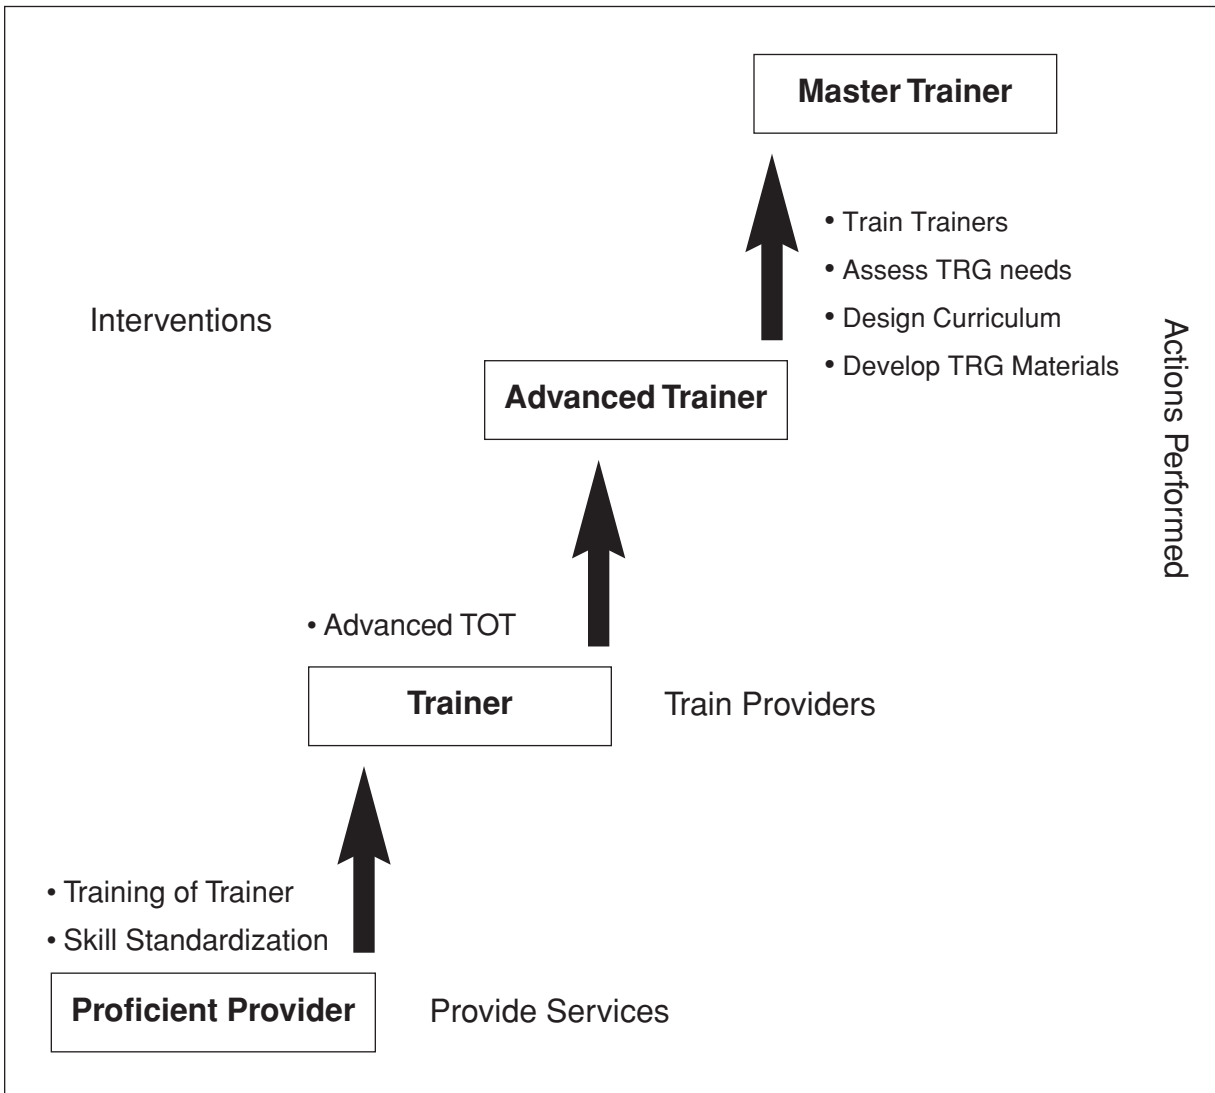 Master Trainer
• Train Trainers
• Assess TRG needs
Interventions
• Design Curriculum
• Develop TRG Materials
Actions Performed
Advanced Trainer
• Advanced TOT
Trainer
Train Providers
• Training of Trainer
• Skill Standardization
Proficient Provider
Provide Services